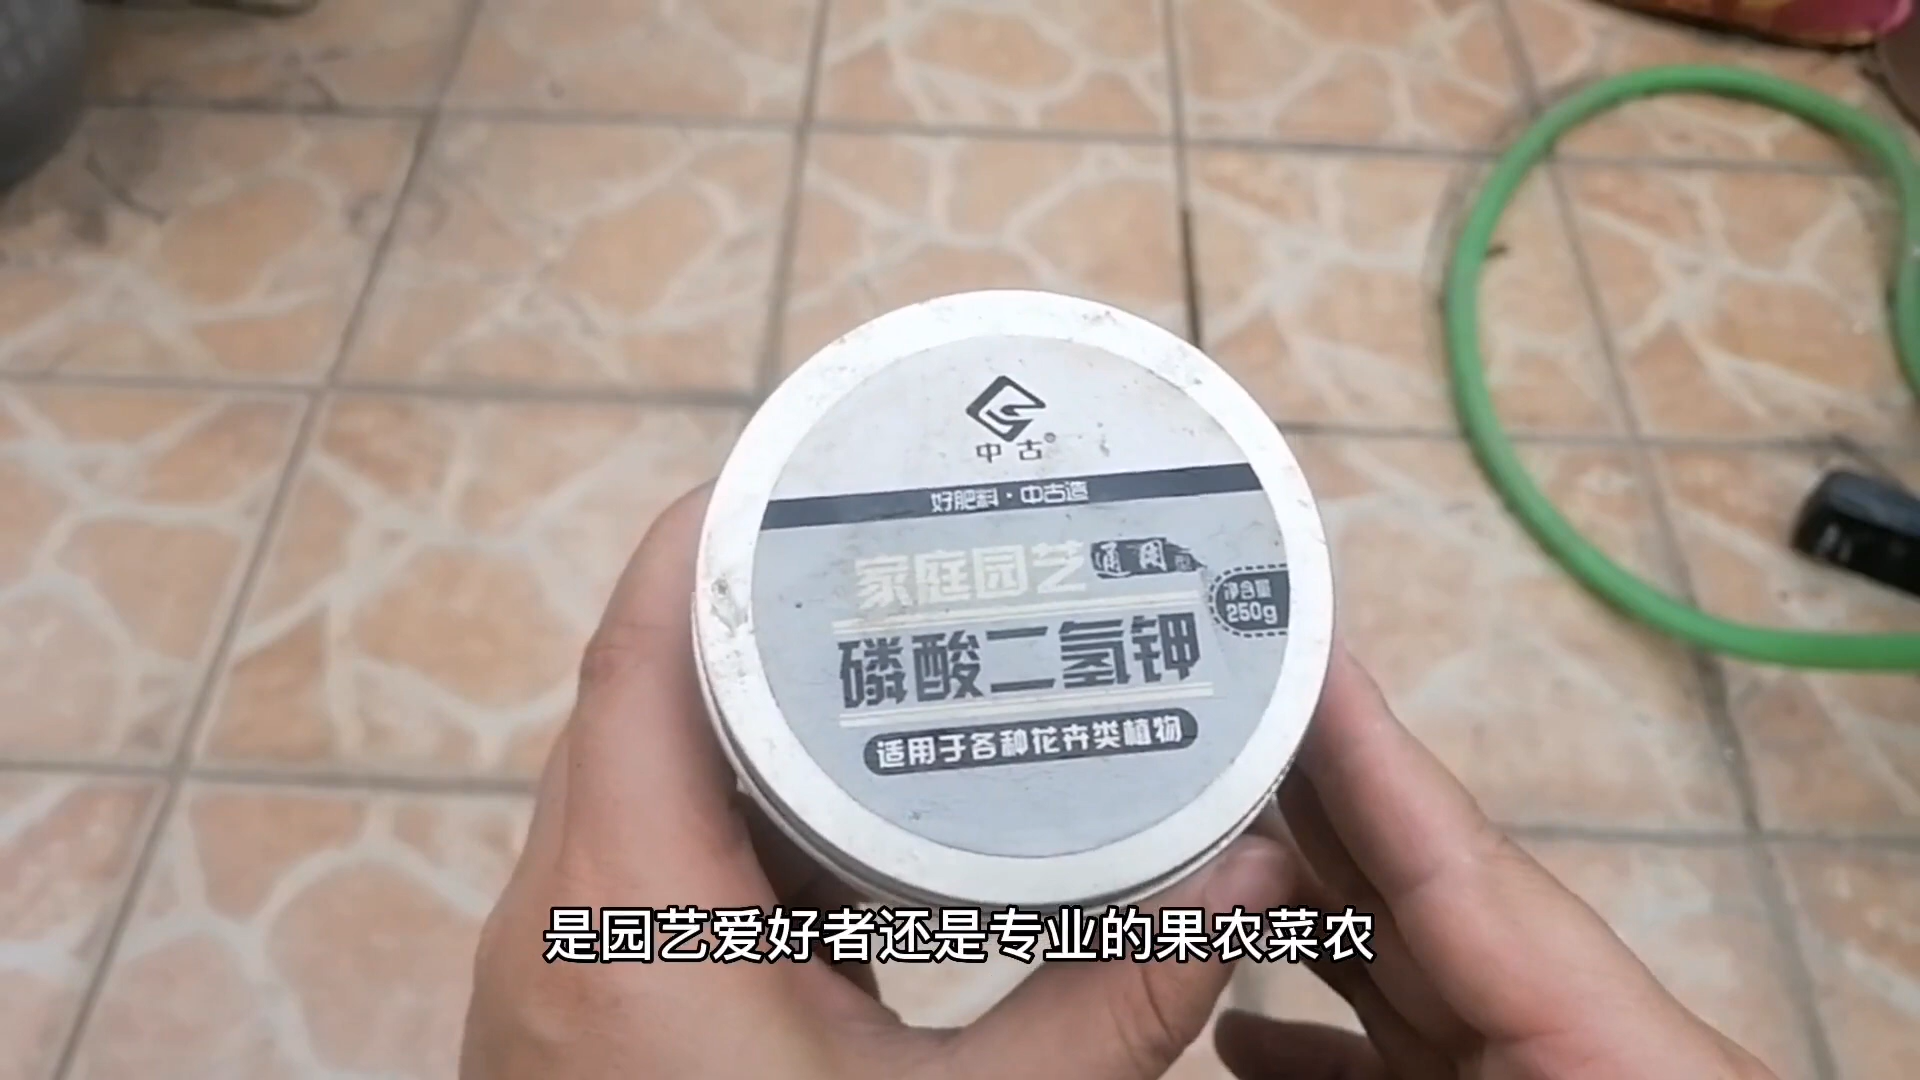 中古
好肥料·中古造
家庭园艺 通用型
净含量
250g
磷酸二氢钾
适用于各种花卉类植物
是园艺爱好者还是专业的果农菜农